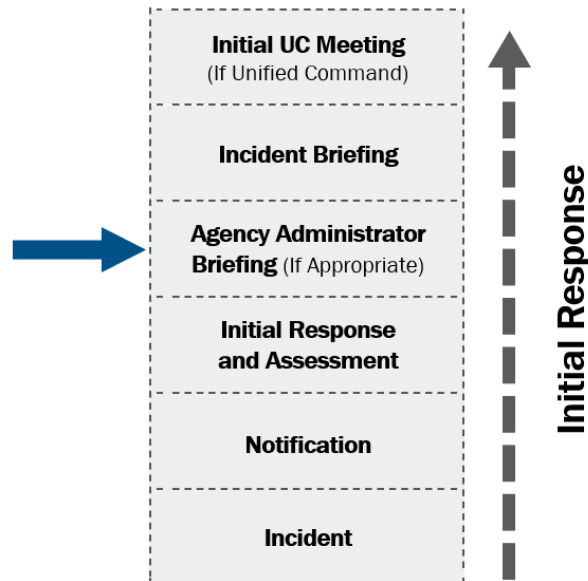 Initial UC Meeting
(If Unified Command)
Incident Briefing
Agency Administrator
Briefing (If Appropriate)
Initial Response
and Assessment
Notification
Incident
Initial Response